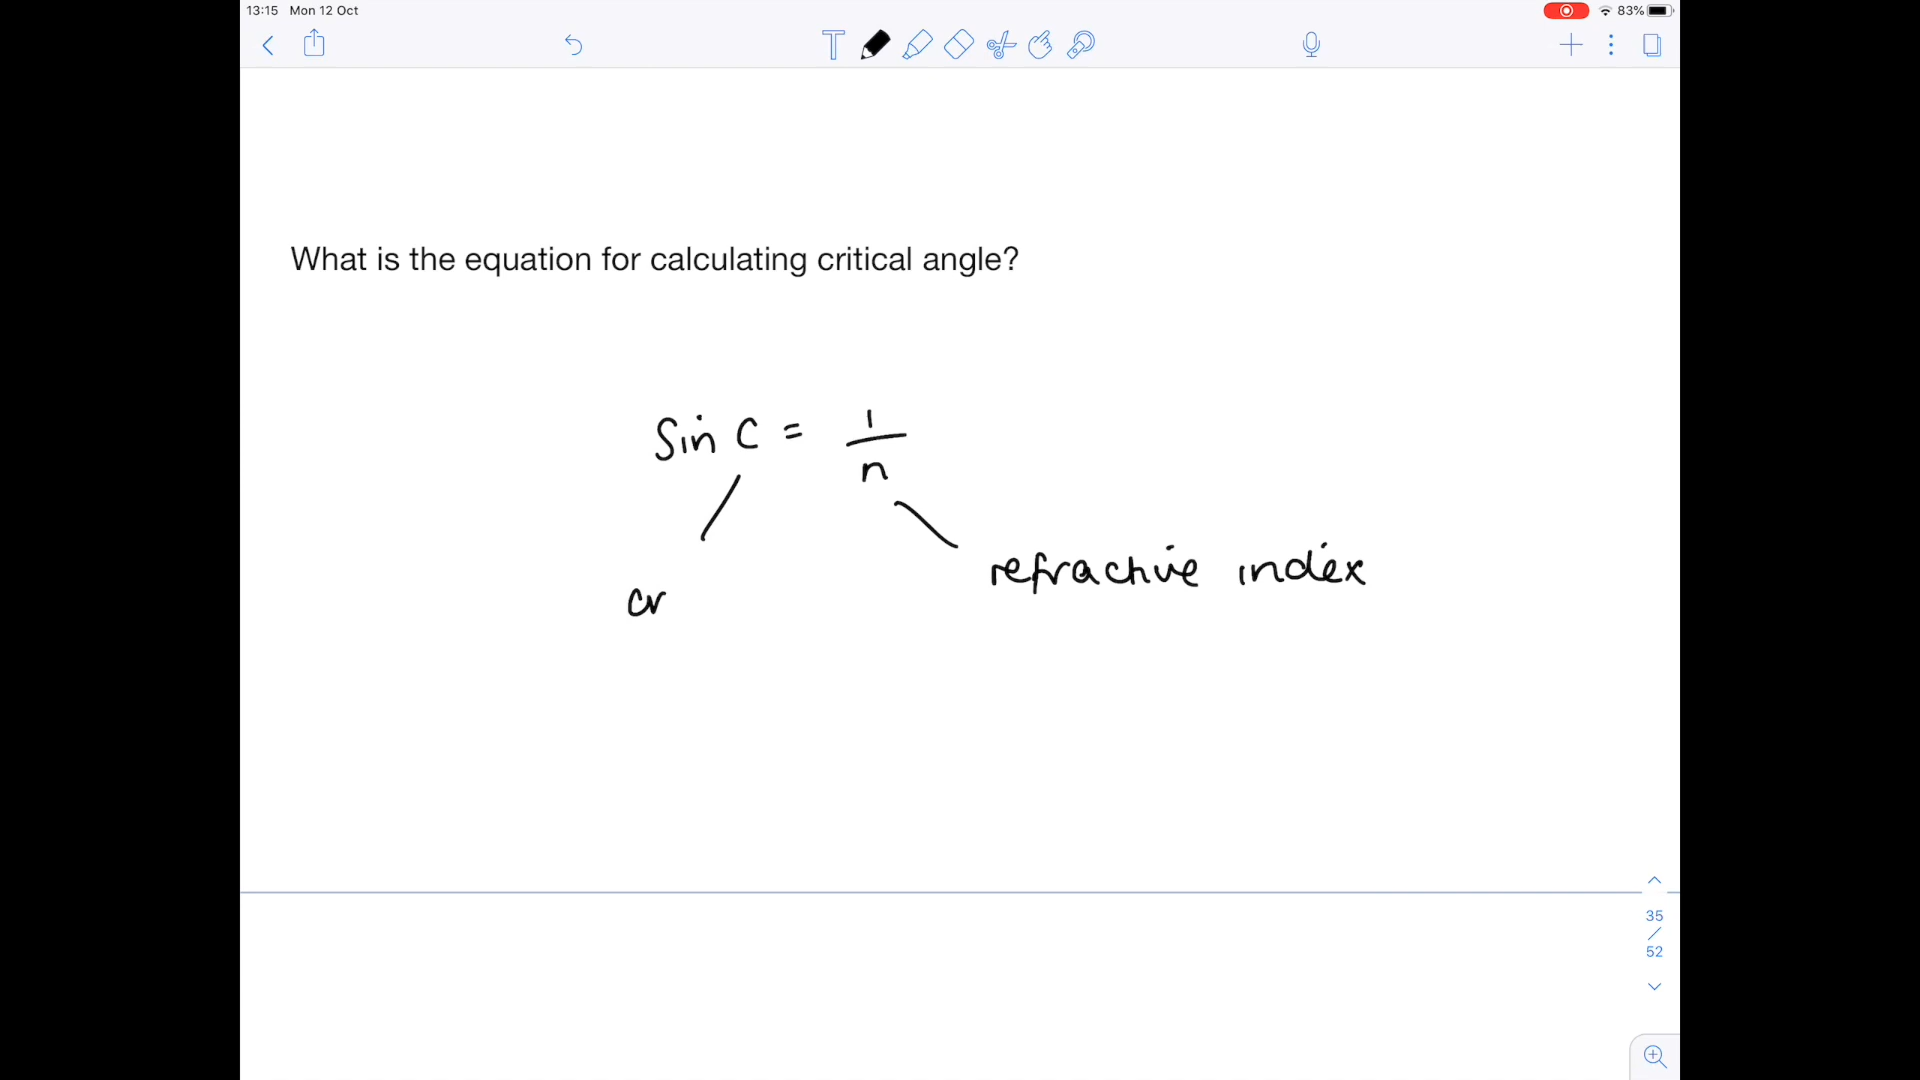 13:15 Mon 12 Oct
83%
T
What is the equation for calculating critical angle?
Sin C = 1/n
refractive index
cr
35
/
52